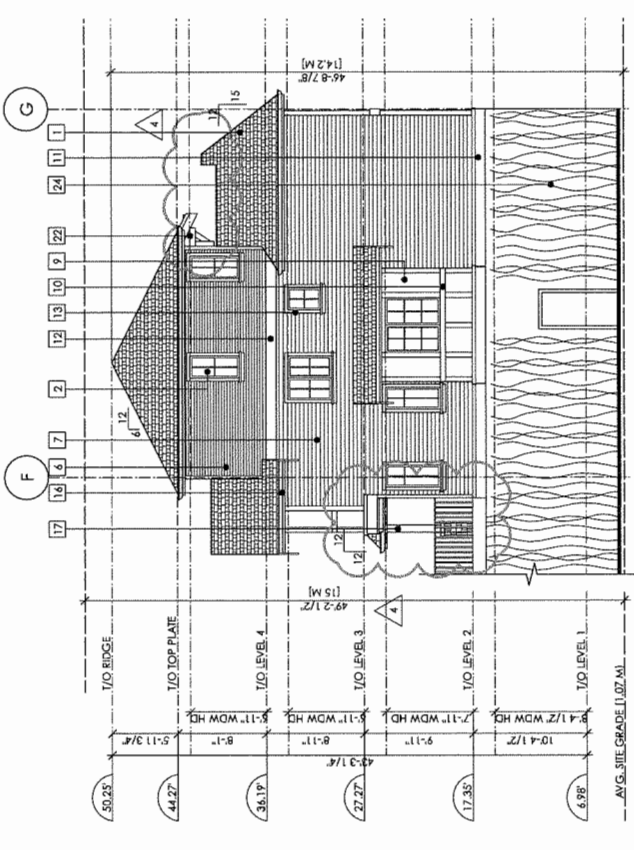 G
F
1
11
24
22
9
10
13
12
2
7
6
16
17
4
12
15
12
6
12
12
4
46'-8 7/8"
[14.2 M]
49'-2 1/2"
[15 M]
T/O RIDGE
T/O TOP PLATE
T/O LEVEL 4
T/O LEVEL 3
T/O LEVEL 2
T/O LEVEL 1
AVG. SITE GRADE (1.07 M)
6'-11" WDW HD
6'-11" WDW HD
7'-11" WDW HD
8'-4 1/2" WDW HD
5'-11 3/4"
8'-1"
8'-11"
9'-11"
10'-4 1/2"
43'-3 1/4"
50.25'
44.27'
36.19'
27.27'
17.35'
6.98'